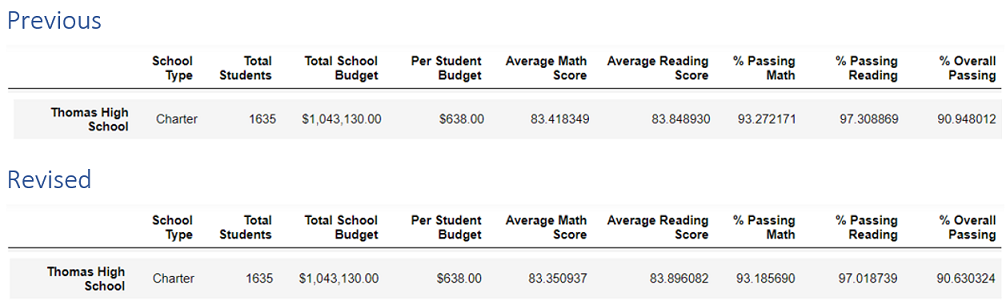 Previous
School Type Total Students Total School Budget Per Student Budget Average Math Score Average Reading Score % Passing Math % Passing Reading % Overall Passing
Thomas High School Charter 1635 $1,043,130.00 $638.00 83.418349 83.848930 93.272171 97.308869 90.948012
Revised
School Type Total Students Total School Budget Per Student Budget Average Math Score Average Reading Score % Passing Math % Passing Reading % Overall Passing
Thomas High School Charter 1635 $1,043,130.00 $638.00 83.350937 83.896082 93.185690 97.018739 90.630324